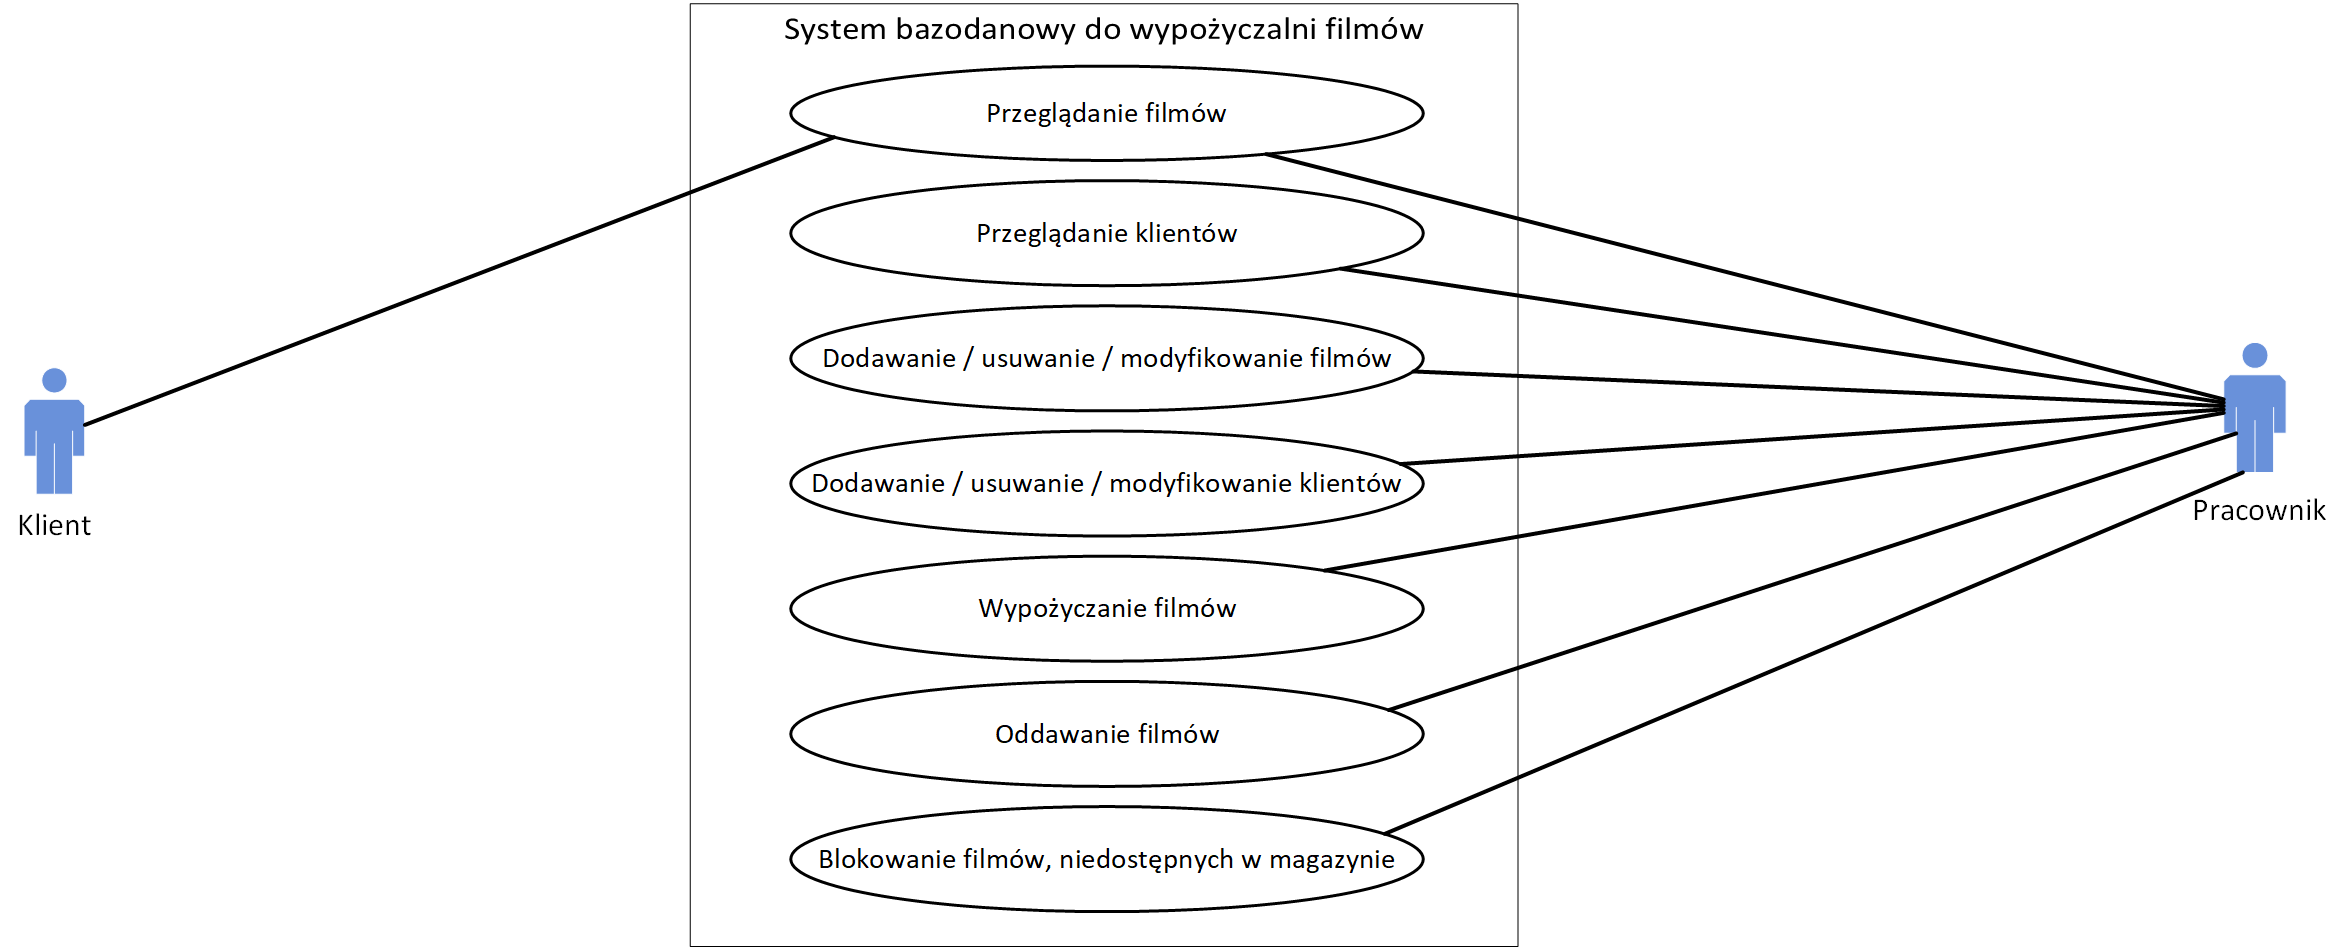 System bazodanowy do wypożyczalni filmów
Przeglądanie filmów
Przeglądanie klientów
Dodawanie / usuwanie / modyfikowanie filmów
Dodawanie / usuwanie / modyfikowanie klientów
Wypożyczanie filmów
Oddawanie filmów
Blokowanie filmów, niedostępnych w magazynie
Klient
Pracownik